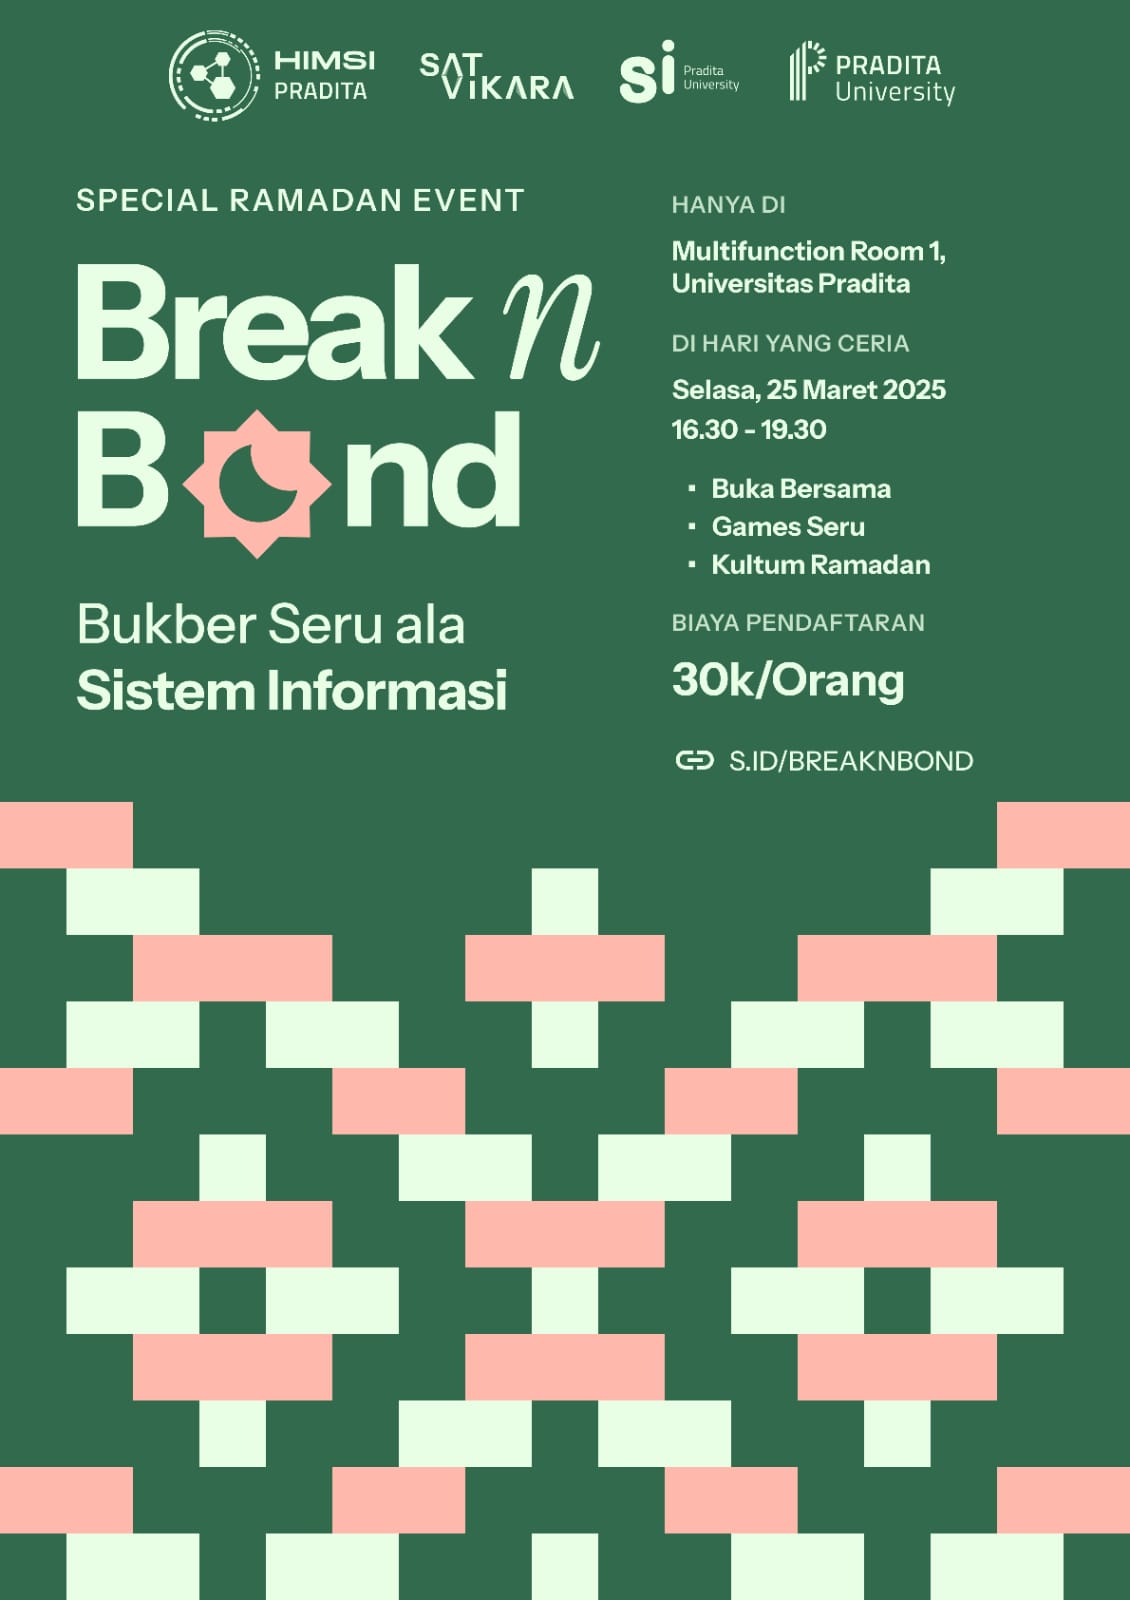 HIMSI
PRADITA
SAT
VIKARA
si
Pradita
University
PRADITA
University
SPECIAL RAMADAN EVENT
Break n
Bond
Bukber Seru ala
Sistem Informasi
HANYA DI
Multifunction Room 1,
Universitas Pradita
DI HARI YANG CERIA
Selasa, 25 Maret 2025
16.30 - 19.30
▪ Buka Bersama
▪ Games Seru
▪ Kultum Ramadan
BIAYA PENDAFTARAN
30k/Orang
S.ID/BREAKNBOND